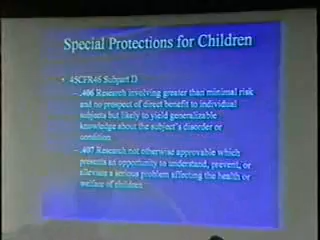 Special Protections for Children
• 45CFR46 Subpart D
– .406 Research involving greater than minimal risk
and no prospect of direct benefit to individual
subjects but likely to yield generalizable
knowledge about the subject's disorder or
condition
– .407 Research not otherwise approvable which
presents an opportunity to understand, prevent, or
alleviate a serious problem affecting the health or
welfare of children